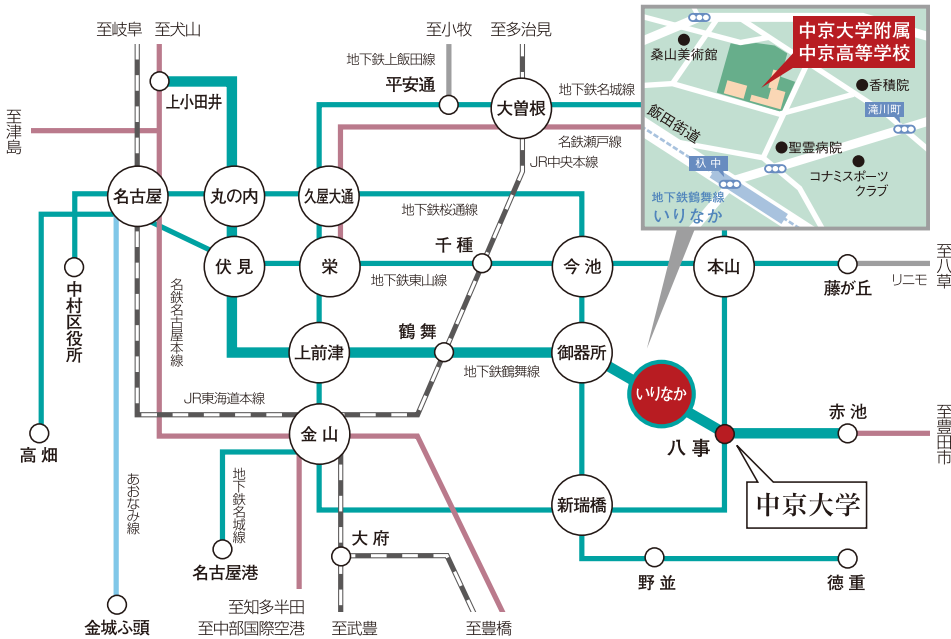 至岐阜
至犬山
至小牧
至多治見
至津島
地下鉄上飯田線
平安通
大曽根
地下鉄名城線
上小田井
名鉄瀬戸線
JR中央本線
中京大学附属
中京高等学校
桑山美術館
香積院
滝川町
飯田街道
聖霊病院
杁中
コナミスポーツ
クラブ
地下鉄鶴舞線
いりなか
名古屋
丸の内
久屋大通
地下鉄桜通線
千種
伏見
栄
地下鉄東山線
今池
本山
藤が丘
リニモ
至八草
中村区役所
名鉄名古屋本線
上前津
鶴舞
地下鉄鶴舞線
御器所
いりなか
JR東海道本線
高畑
金山
八事
赤池
至豊田市
中京大学
あおなみ線
地下鉄名城線
名古屋港
大府
新瑞橋
野並
徳重
金城ふ頭
至知多半田
至中部国際空港
至武豊
至豊橋